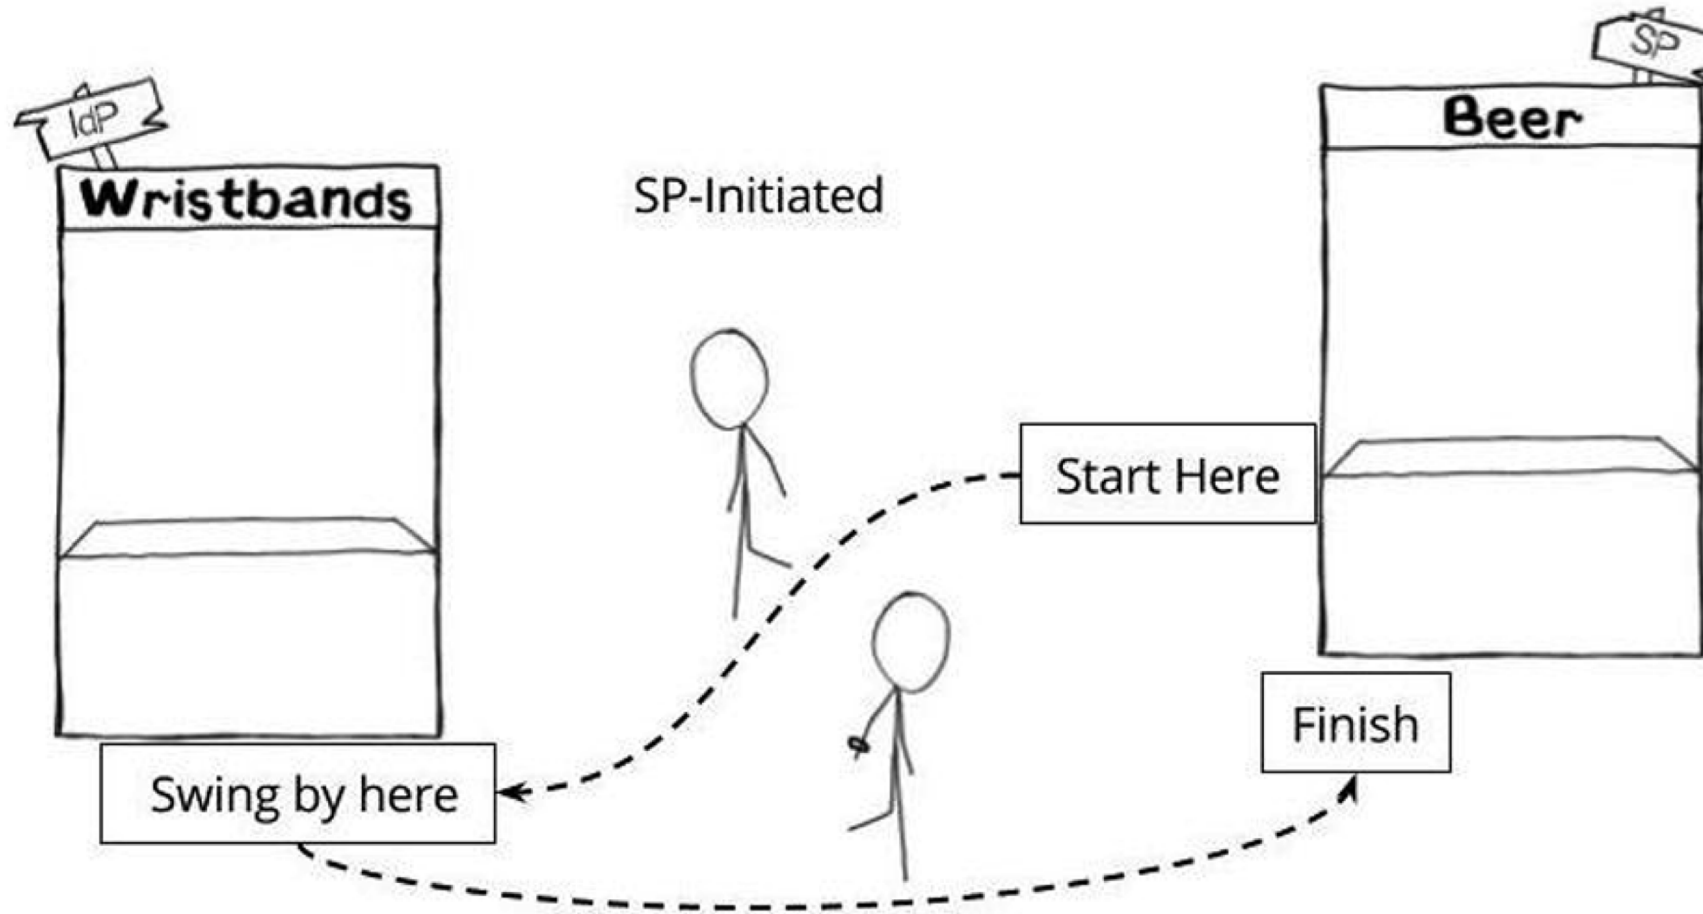 IdP
Wristbands
SP-Initiated
SP
Beer
Start Here
Swing by here
Finish